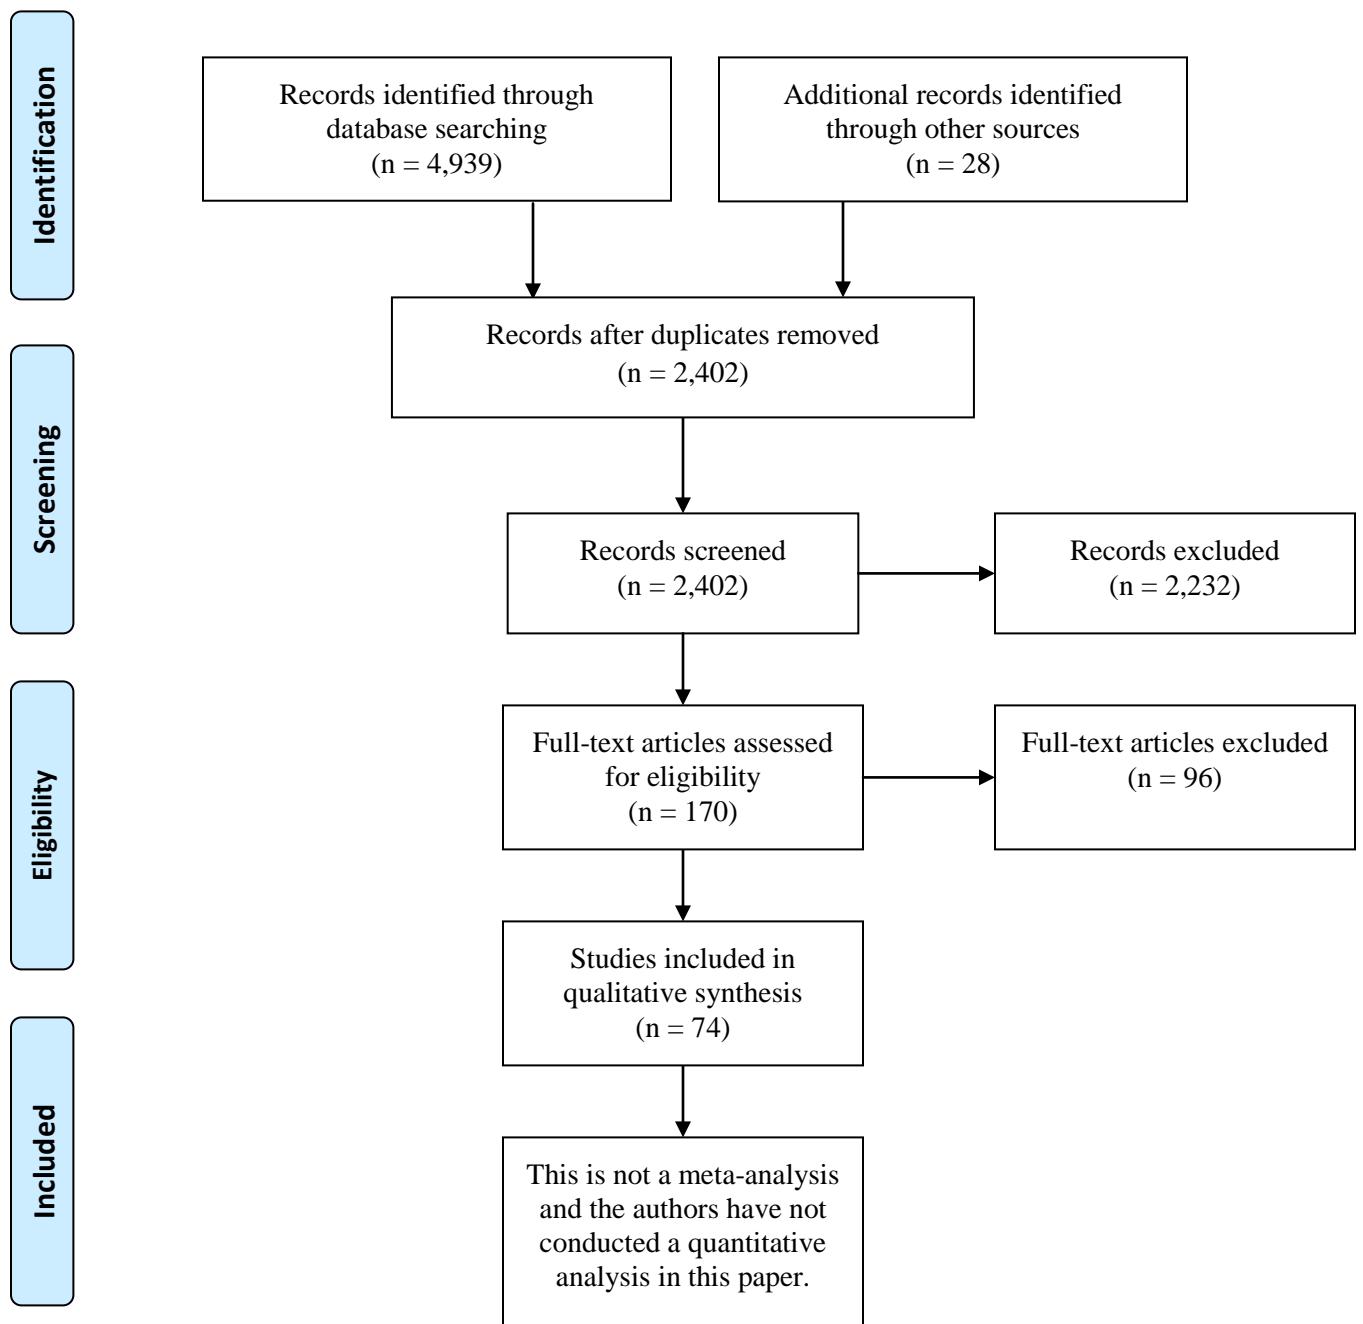 Identification
Records identified through
database searching
(n = 4,939)
Additional records identified
through other sources
(n = 28)
Records after duplicates removed
(n = 2,402)
Screening
Records screened
(n = 2,402)
Records excluded
(n = 2,232)
Eligibility
Full-text articles assessed
for eligibility
(n = 170)
Full-text articles excluded
(n = 96)
Studies included in
qualitative synthesis
(n = 74)
Included
This is not a meta-analysis
and the authors have not
conducted a quantitative
analysis in this paper.